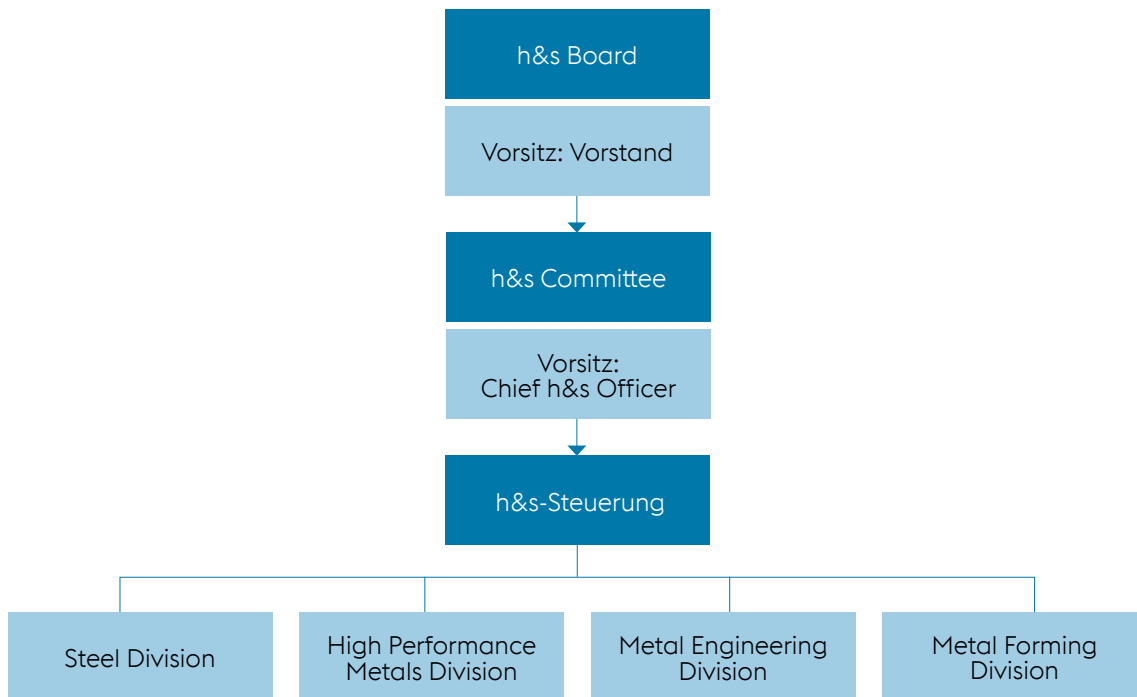 h&s Board
Vorsitz: Vorstand
h&s Committee
Vorsitz:
Chief h&s Officer
h&s-Steuerung
Steel Division
High Performance
Metals Division
Metal Engineering
Division
Metal Forming
Division